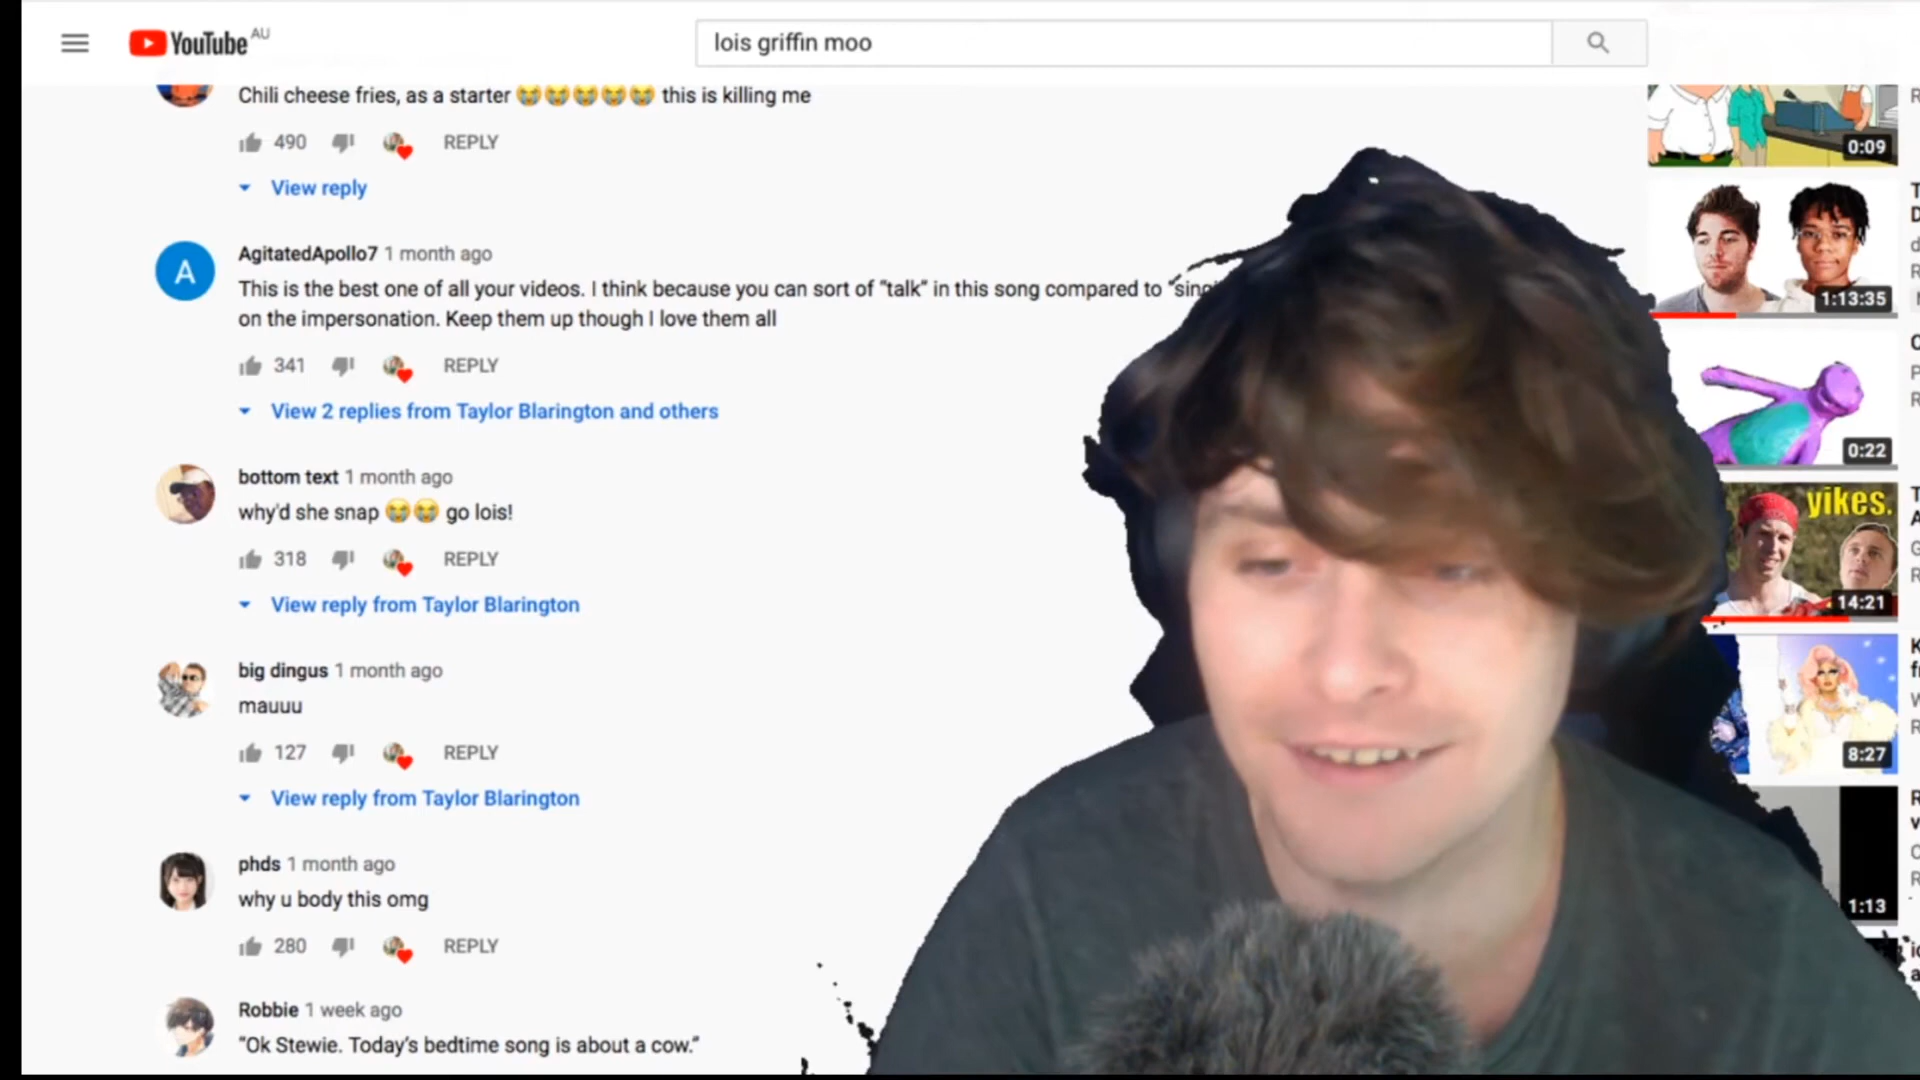 YouTube AU
lois griffin moo
Chili cheese fries, as a starter 😭😭😭😭😭 this is killing me
490 REPLY
View reply
AgitatedApollo7 1 month ago
This is the best one of all your videos. I think because you can sort of “talk” in this song compared to
on the impersonation. Keep them up though I love them all
341 REPLY
View 2 replies from Taylor Blarington and others
bottom text 1 month ago
why'd she snap 😭😭 go lois!
318 REPLY
View reply from Taylor Blarington
big dingus 1 month ago
mauuu
127 REPLY
View reply from Taylor Blarington
phds 1 month ago
why u body this omg
280 REPLY
Robbie 1 week ago
“Ok Stewie. Today's bedtime song is about a cow.”
A
0:09
1:13:35
0:22
yikes.
14:21
8:27
1:13